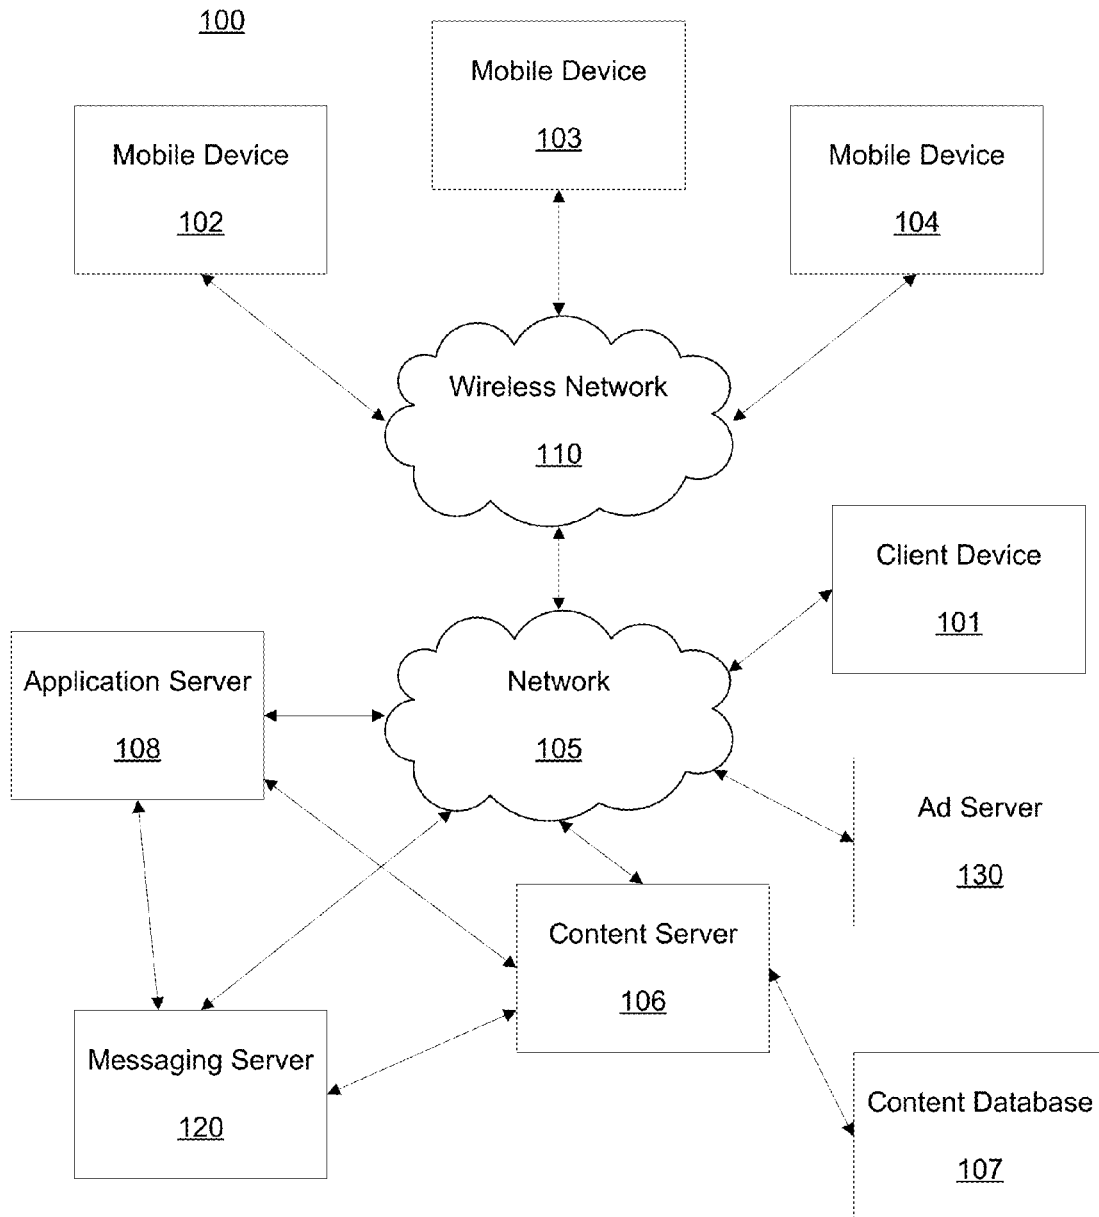 100
Mobile Device
103
Mobile Device
102
Mobile Device
104
Wireless Network
110
Client Device
101
Application Server
108
Network
105
Ad Server
130
Content Server
106
Messaging Server
120
Content Database
107